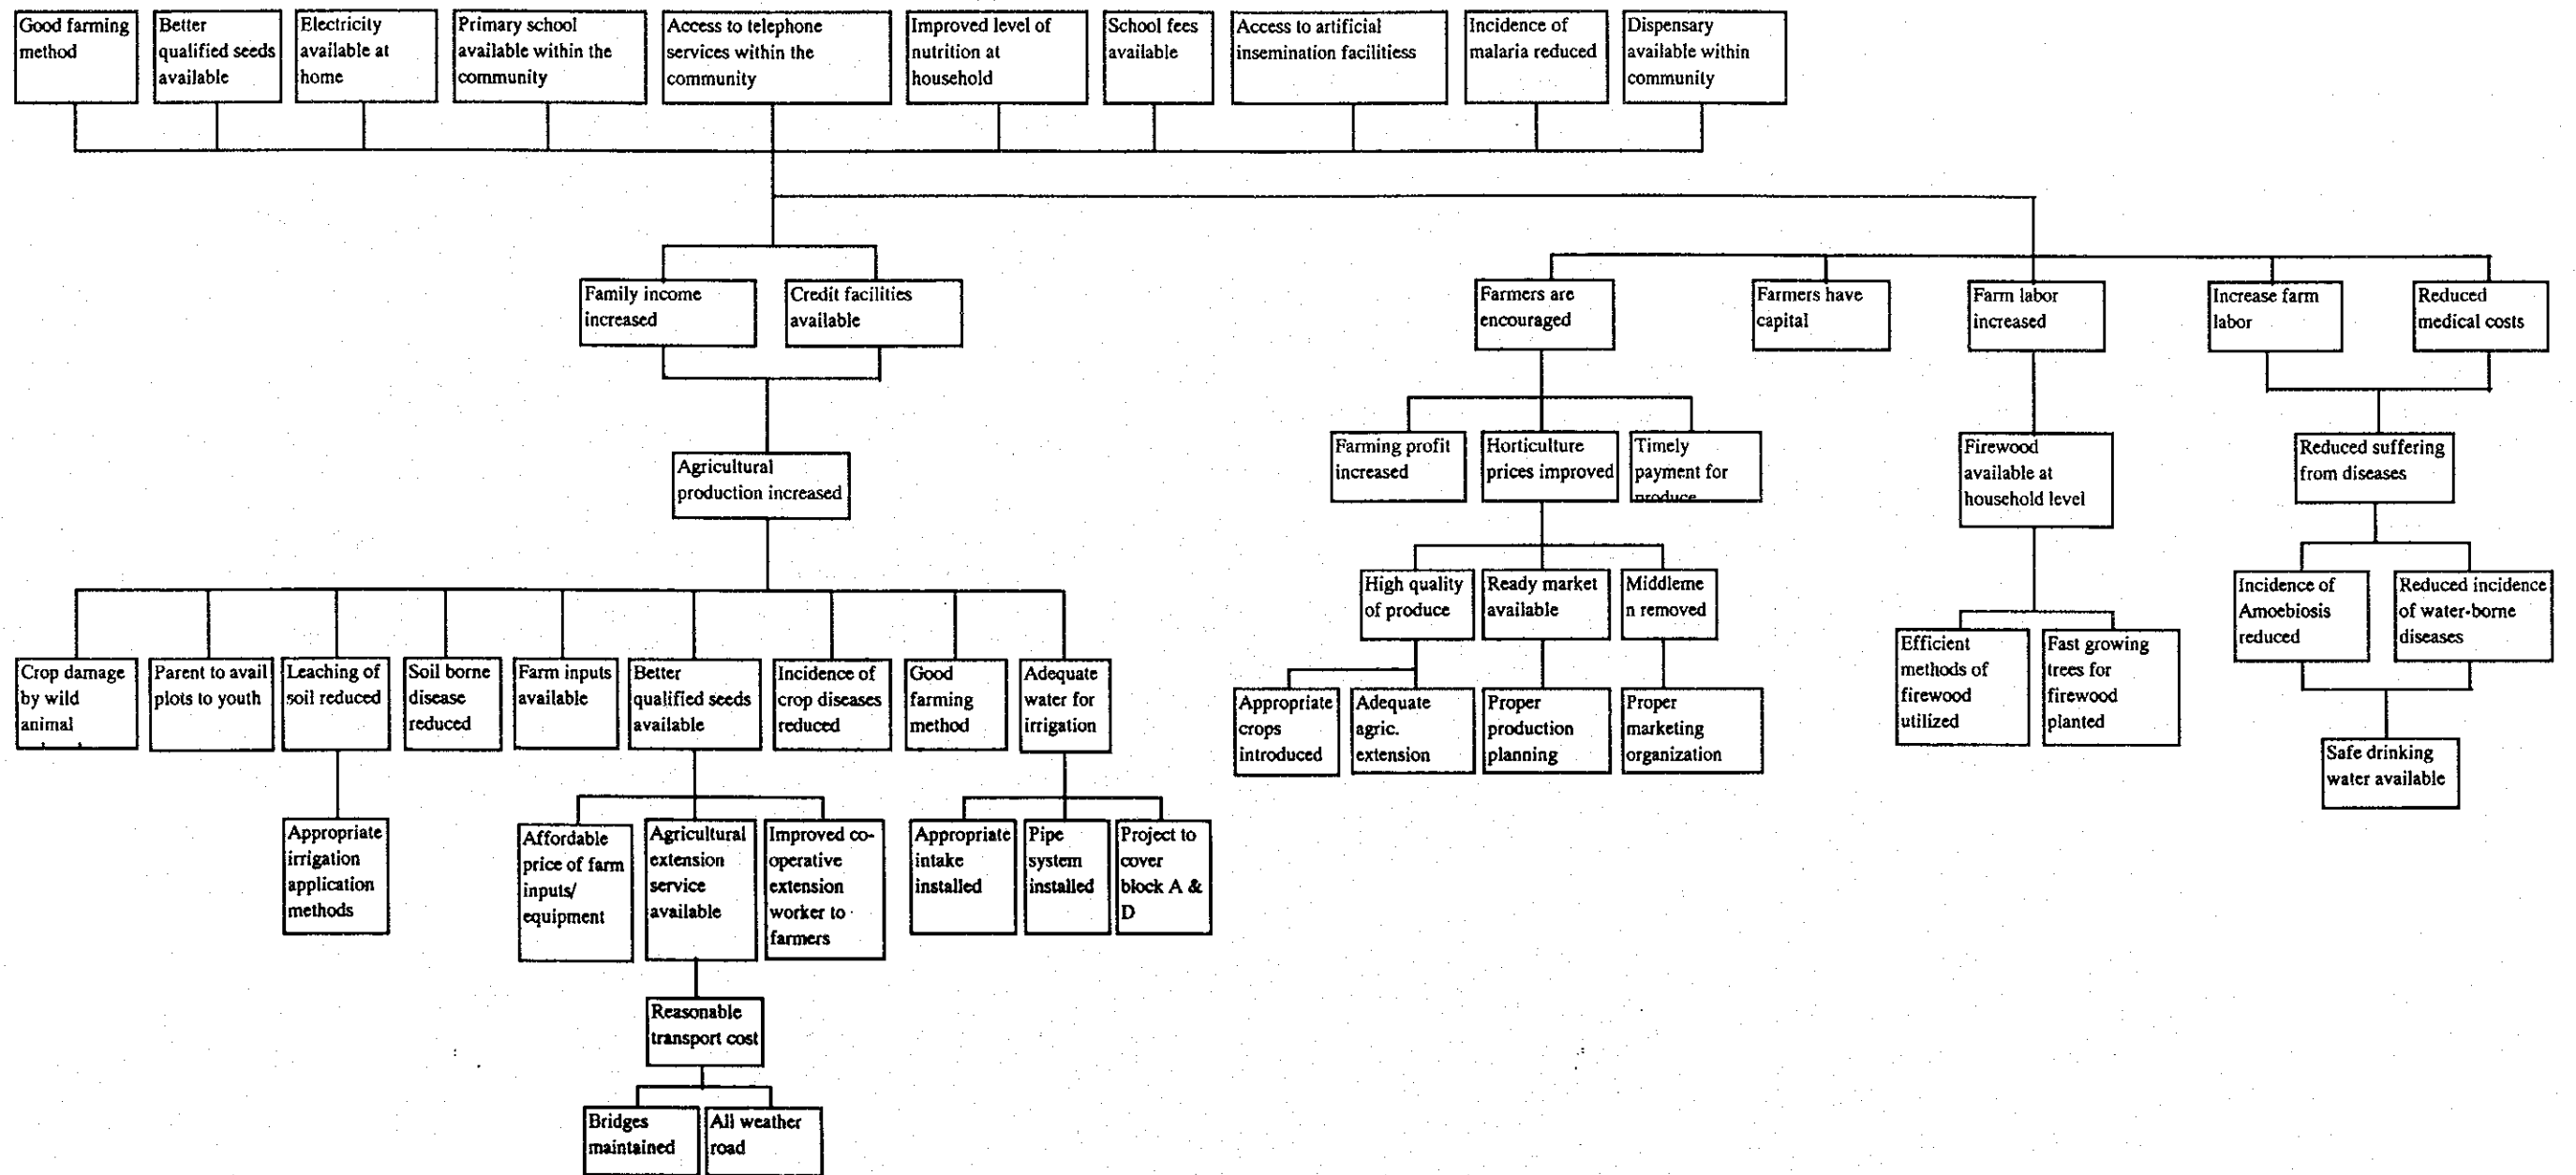 Good farming
method
Better
qualified seeds
available
Electricity
available at
home
Primary school
available within the
community
Access to telephone
services within the
community
Improved level of
nutrition at
household
School fees
available
Access to artificial
insemination facilitiess
Incidence of
malaria reduced
Dispensary
available within
community
Family income
increased
Credit facilities
available
Farmers are
encouraged
Farmers have
capital
Farm labor
increased
Increase farm
labor
Reduced
medical costs
Agricultural
production increased
Farming profit
increased
Horticulture
prices improved
Timely
payment for
produce
Firewood
available at
household level
Reduced suffering
from diseases
High quality
of produce
Ready market
available
Middleme
n removed
Incidence of
Amoebiosis
reduced
Reduced incidence
of water-borne
diseases
Crop damage
by wild
animal
Parent to avail
plots to youth
Leaching of
soil reduced
Soil borne
disease
reduced
Farm inputs
available
Better
qualified seeds
available
Incidence of
crop diseases
reduced
Good
farming
method
Adequate
water for
irrigation
Appropriate
crops
introduced
Adequate
agric.
extension
Proper
production
planning
Proper
marketing
organization
Efficient
methods of
firewood
utilized
Fast growing
trees for
firewood
planted
Safe drinking
water available
Appropriate
irrigation
application
methods
Affordable
price of farm
inputs/
equipment
Agricultural
extension
service
available
Improved co-
operative
extension
worker to
farmers
Appropriate
intake
installed
Pipe
system
installed
Project to
cover
block A &
D
Reasonable
transport cost
Bridges
maintained
All weather
road